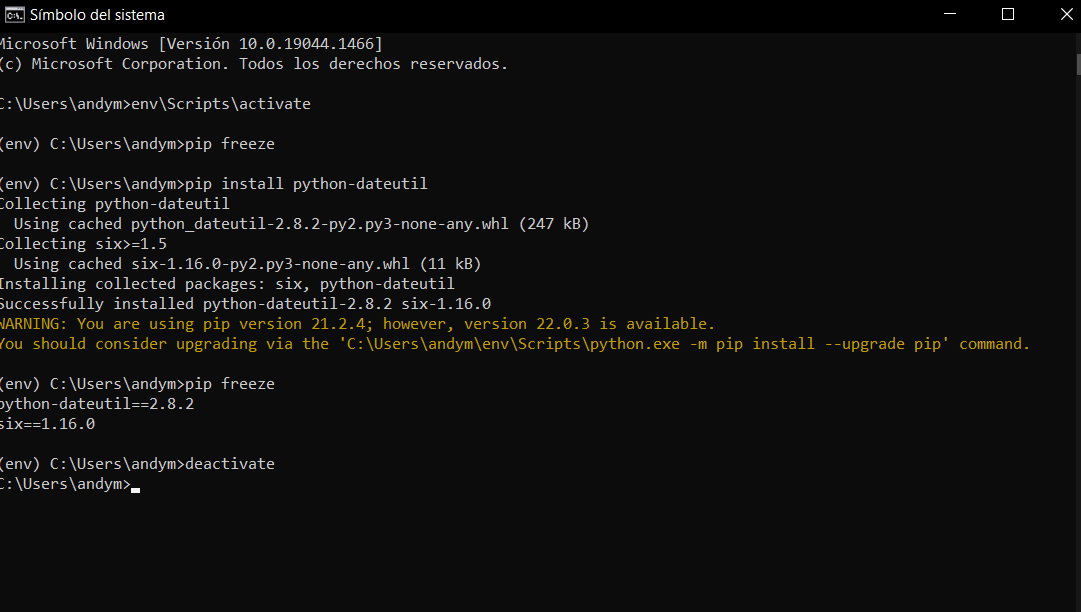 Símbolo del sistema
Microsoft Windows [Versión 10.0.19044.1466]
(c) Microsoft Corporation. Todos los derechos reservados.
C:\Users\andym>env\Scripts\activate
(env) C:\Users\andym>pip freeze
(env) C:\Users\andym>pip install python-dateutil
Collecting python-dateutil
  Using cached python_dateutil-2.8.2-py2.py3-none-any.whl (247 kB)
Collecting six>=1.5
  Using cached six-1.16.0-py2.py3-none-any.whl (11 kB)
Installing collected packages: six, python-dateutil
Successfully installed python-dateutil-2.8.2 six-1.16.0
WARNING: You are using pip version 21.2.4; however, version 22.0.3 is available.
You should consider upgrading via the 'C:\Users\andym\env\Scripts\python.exe -m pip install --upgrade pip' command.
(env) C:\Users\andym>pip freeze
python-dateutil==2.8.2
six==1.16.0
(env) C:\Users\andym>deactivate
C:\Users\andym>